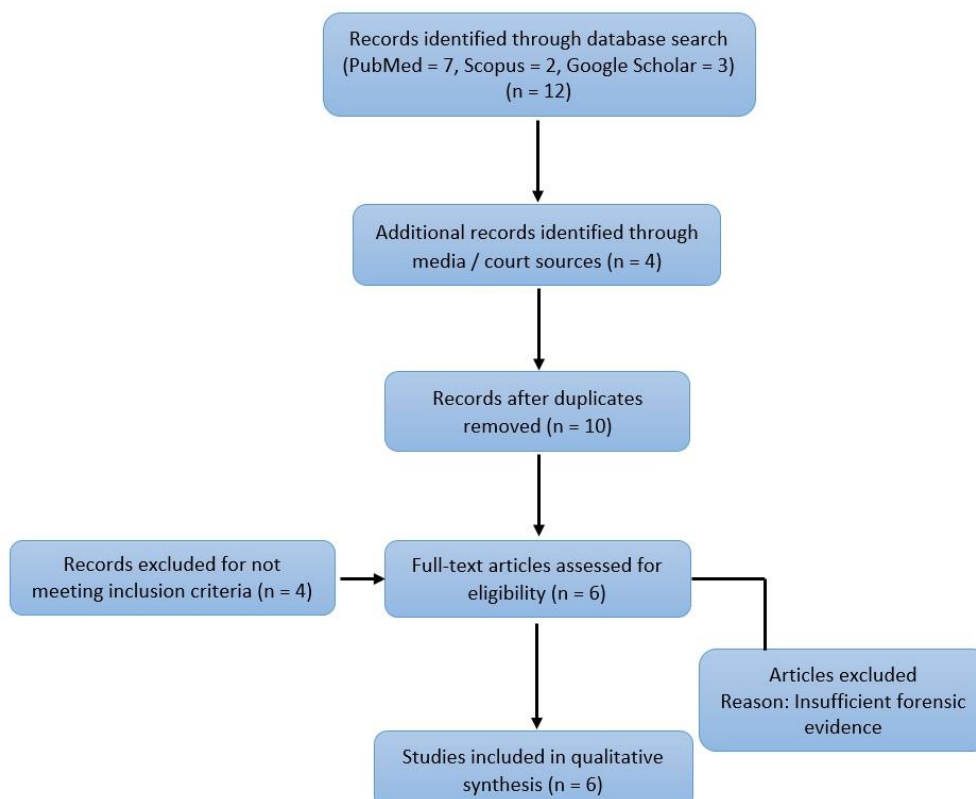 Records identified through database search
(PubMed = 7, Scopus = 2, Google Scholar = 3)
(n = 12)
Additional records identified through
media / court sources (n = 4)
Records after duplicates
removed (n = 10)
Records excluded for not
meeting inclusion criteria (n = 4)
Full-text articles assessed for
eligibility (n = 6)
Articles excluded
Reason: Insufficient forensic
evidence
Studies included in qualitative
synthesis (n = 6)